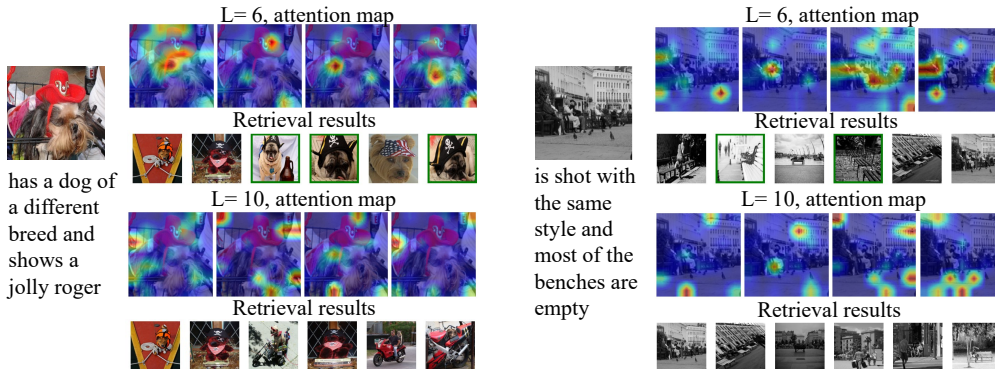 L= 6, attention map
Retrieval results
has a dog of
a different
breed and
shows a
jolly roger
L= 10, attention map
Retrieval results
L= 6, attention map
Retrieval results
is shot with
the same
style and
most of the
benches are
empty
L= 10, attention map
Retrieval results